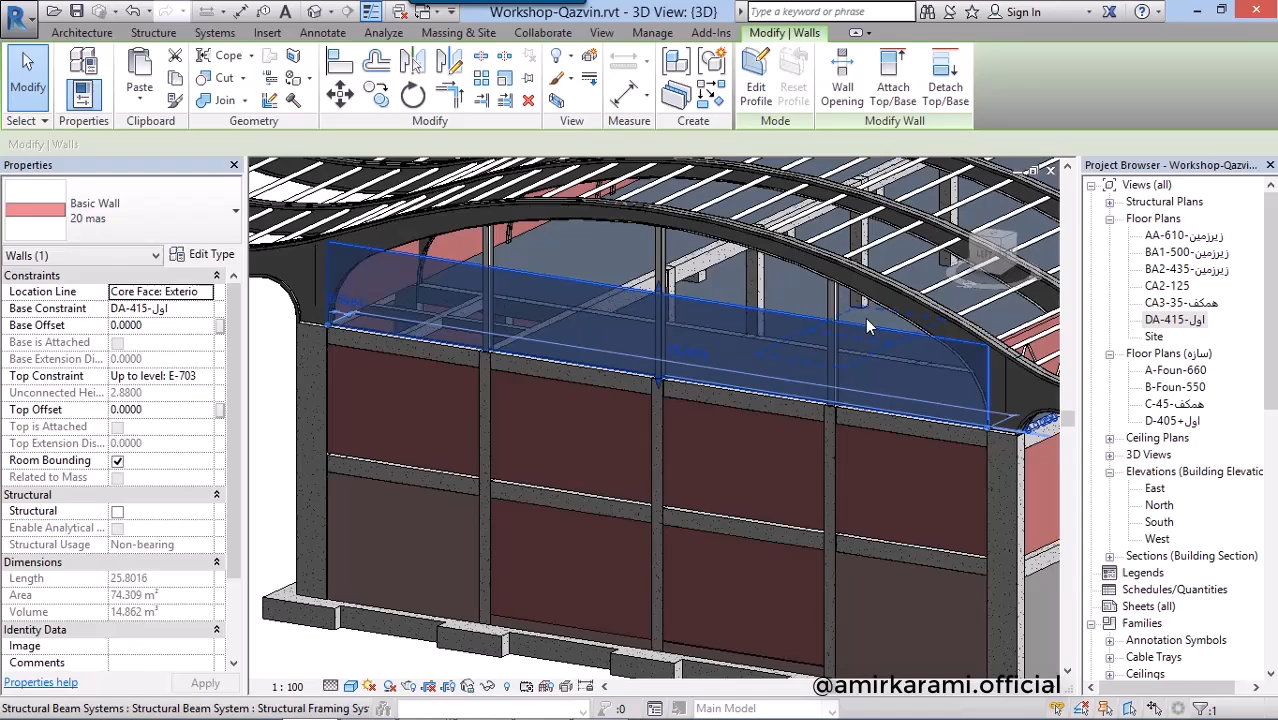 Workshop-Qazvin.rvt - 3D View: {3D}
Type a keyword or phrase
Sign In
Architecture
Structure
Systems
Insert
Annotate
Analyze
Massing & Site
Collaborate
View
Manage
Add-Ins
Modify | Walls
Modify
Select
Properties
Paste
Clipboard
Cope
Cut
Join
Geometry
Modify
View
Measure
Create
Edit
Profile
Reset
Profile
Mode
Wall
Opening
Attach
Top/Base
Detach
Top/Base
Modify Wall
Modify | Walls
Properties
Basic Wall
20 mas
Walls (1)
Edit Type
Constraints
Location Line
Core Face: Exterio
Base Constraint
DA-415-اول
Base Offset
0.0000
Base is Attached
Base Extension Di...
0.0000
Top Constraint
Up to level: E-703
Unconnected Hei...
2.8800
Top Offset
0.0000
Top is Attached
Top Extension Dis...
0.0000
Room Bounding
Related to Mass
Structural
Structural
Enable Analytical ...
Structural Usage
Non-bearing
Dimensions
Length
25.8016
Area
74.309 m²
Volume
14.862 m³
Identity Data
Image
Comments
Properties help
Apply
Project Browser - Workshop-Qazvi...
Views (all)
Structural Plans
Floor Plans
AA-610-زیرزمین
BA1-500-زیرزمین
BA2-435-زیرزمین
CA2-125
CA3-35-همکف
DA-415-اول
Site
Floor Plans (سازه)
A-Foun-660
B-Foun-550
C-45-همکف
D-405+اول
Ceiling Plans
3D Views
Elevations (Building Elevatio
East
North
South
West
Sections (Building Section)
Legends
Schedules/Quantities
Sheets (all)
Families
Annotation Symbols
Cable Trays
Ceilings
1 : 100
@amirkarami.official
Structural Beam Systems : Structural Beam System : Structural Framing Sys
:0
Main Model
:1